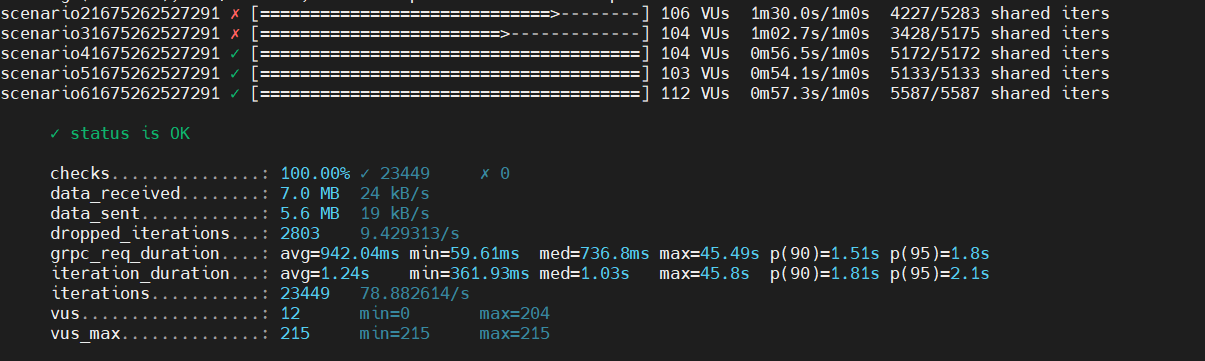 scenario21675262527291 ✗ [=============================>--------] 106 VUs  1m30.0s/1m0s  4227/5283 shared iters
scenario31675262527291 ✗ [========================>-------------] 104 VUs  1m02.7s/1m0s  3428/5175 shared iters
scenario41675262527291 ✓ [======================================] 104 VUs  0m56.5s/1m0s  5172/5172 shared iters
scenario51675262527291 ✓ [======================================] 103 VUs  0m54.1s/1m0s  5133/5133 shared iters
scenario61675262527291 ✓ [======================================] 112 VUs  0m57.3s/1m0s  5587/5587 shared iters
✓ status is OK
checks...............: 100.00% ✓ 23449     ✗ 0
data_received........: 7.0 MB  24 kB/s
data_sent............: 5.6 MB  19 kB/s
dropped_iterations...: 2803    9.429313/s
grpc_req_duration....: avg=942.04ms min=59.61ms  med=736.8ms max=45.49s p(90)=1.51s p(95)=1.8s
iteration_duration...: avg=1.24s    min=361.93ms med=1.03s   max=45.8s  p(90)=1.81s p(95)=2.1s
iterations...........: 23449   78.882614/s
vus..................: 12      min=0       max=204
vus_max..............: 215     min=215     max=215